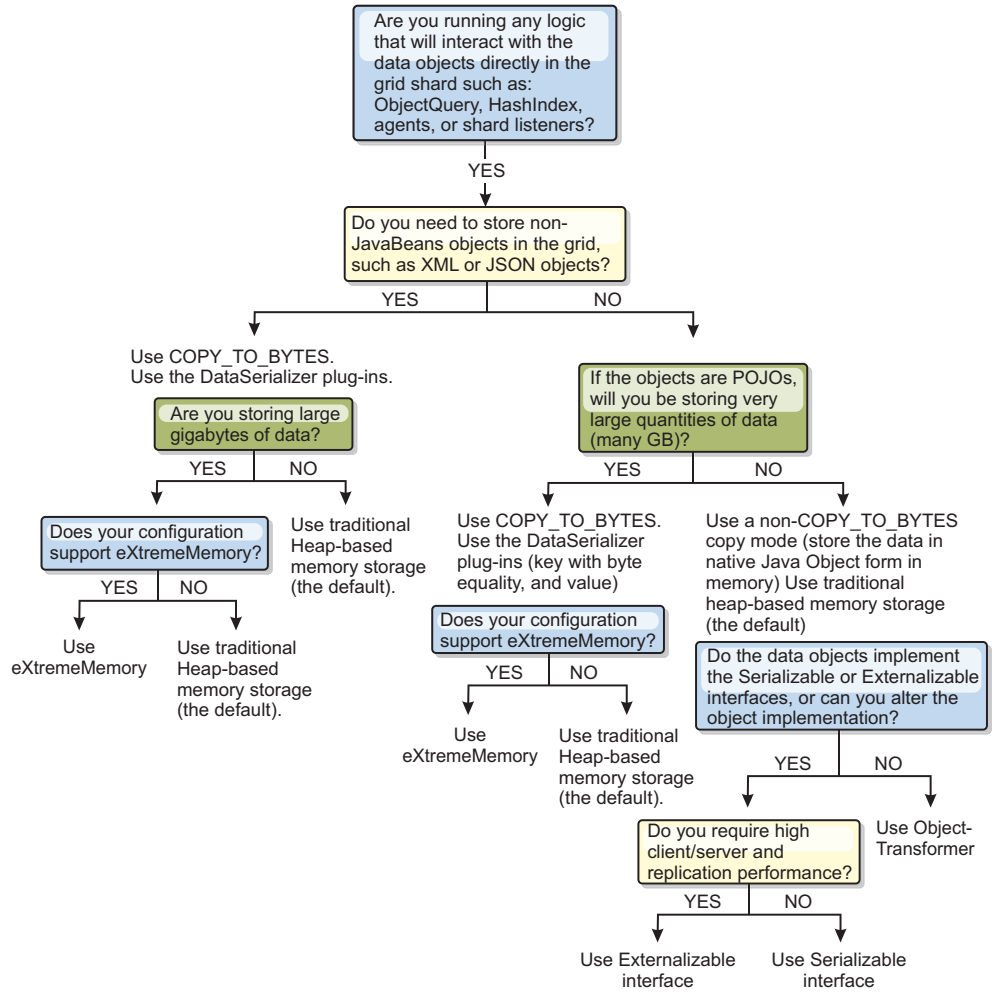 Are you running any logic
that will interact with the
data objects directly in the
grid shard such as:
ObjectQuery, HashIndex,
agents, or shard listeners?
YES
Do you need to store non-
JavaBeans objects in the grid,
such as XML or JSON objects?
YES
NO
Use COPY_TO_BYTES.
Use the DataSerializer plug-ins.
Are you storing large
gigabytes of data?
YES
NO
Does your configuration
support eXtremeMemory?
Use traditional
Heap-based
memory storage
(the default).
YES
NO
Use
eXtremeMemory
Use traditional
Heap-based
memory storage
(the default).
If the objects are POJOs,
will you be storing very
large quantities of data
(many GB)?
YES
NO
Use COPY_TO_BYTES.
Use the DataSerializer
plug-ins (key with byte
equality, and value)
Does your configuration
support eXtremeMemory?
YES
NO
Use
eXtremeMemory
Use traditional
Heap-based
memory storage
(the default).
Use a non-COPY_TO_BYTES
copy mode (store the data in
native Java Object form in
memory) Use traditional
heap-based memory storage
(the default)
Do the data objects implement
the Serializable or Externalizable
interfaces, or can you alter the
object implementation?
YES
NO
Do you require high
client/server and
replication performance?
Use Object-
Transformer
YES
NO
Use Externalizable
interface
Use Serializable
interface